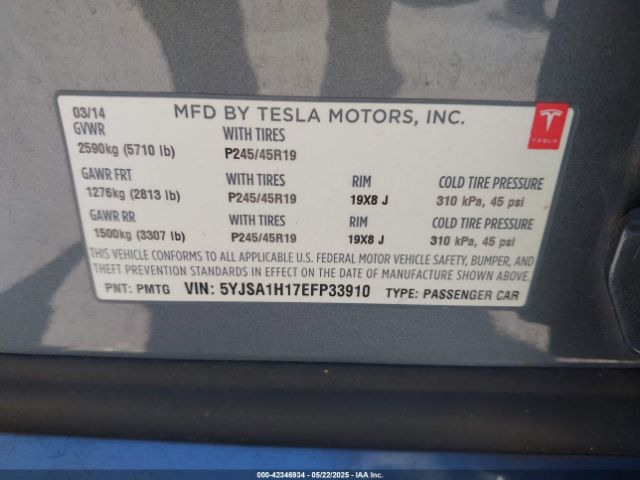 03/14 MFD BY TESLA MOTORS, INC.
GVWR WITH TIRES
2590kg (5710 lb) P245/45R19
TESLA
GAWR FRT WITH TIRES RIM COLD TIRE PRESSURE
1276kg (2813 lb) P245/45R19 19X8 J 310 kPa, 45 psi
GAWR RR WITH TIRES RIM COLD TIRE PRESSURE
1500kg (3307 lb) P245/45R19 19X8 J 310 kPa, 45 psi
THIS VEHICLE CONFORMS TO ALL APPLICABLE U.S. FEDERAL MOTOR VEHICLE SAFETY, BUMPER, AND
THEFT PREVENTION STANDARDS IN EFFECT ON THE DATE OF MANUFACTURE SHOWN ABOVE.
PNT: PMTG VIN: 5YJSA1H17EFP33910 TYPE: PASSENGER CAR
000-42346934 - 05/22/2025 - IAA Inc.